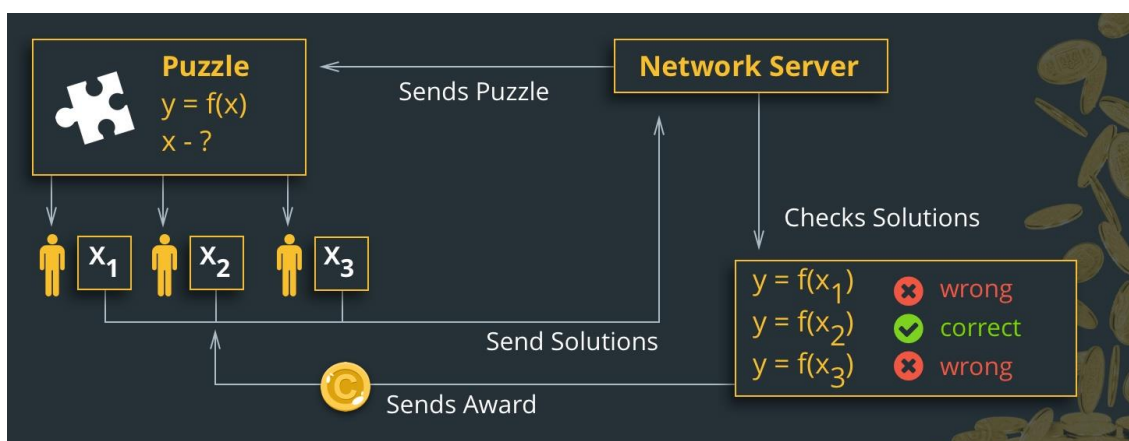 Puzzle
y = f(x)
x - ?
Network Server
Sends Puzzle
Checks Solutions
X₁
X₂
X₃
Send Solutions
y = f(x₁) wrong
y = f(x₂) correct
y = f(x₃) wrong
C
Sends Award